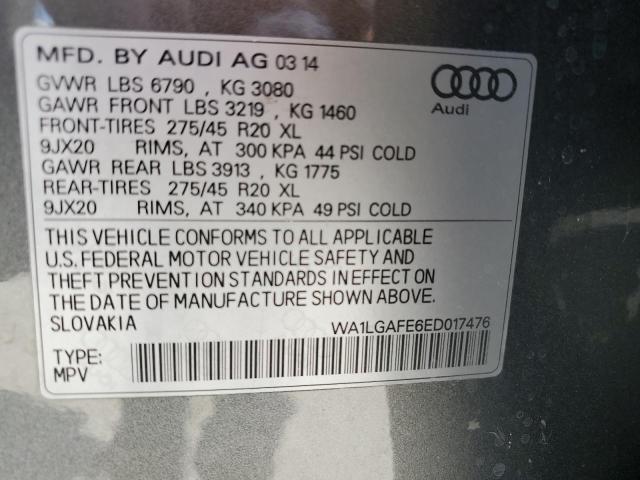 MFD. BY AUDI AG 03 14
GVWR LBS 6790 , KG 3080
GAWR FRONT LBS 3219 , KG 1460
FRONT-TIRES 275/45 R20 XL
9JX20 RIMS, AT 300 KPA 44 PSI COLD
GAWR REAR LBS 3913 , KG 1775
REAR-TIRES 275/45 R20 XL
9JX20 RIMS, AT 340 KPA 49 PSI COLD
Audi
THIS VEHICLE CONFORMS TO ALL APPLICABLE
U.S. FEDERAL MOTOR VEHICLE SAFETY AND
THEFT PREVENTION STANDARDS IN EFFECT ON
THE DATE OF MANUFACTURE SHOWN ABOVE.
SLOVAKIA WA1LGAFE6ED017476
TYPE:
MPV